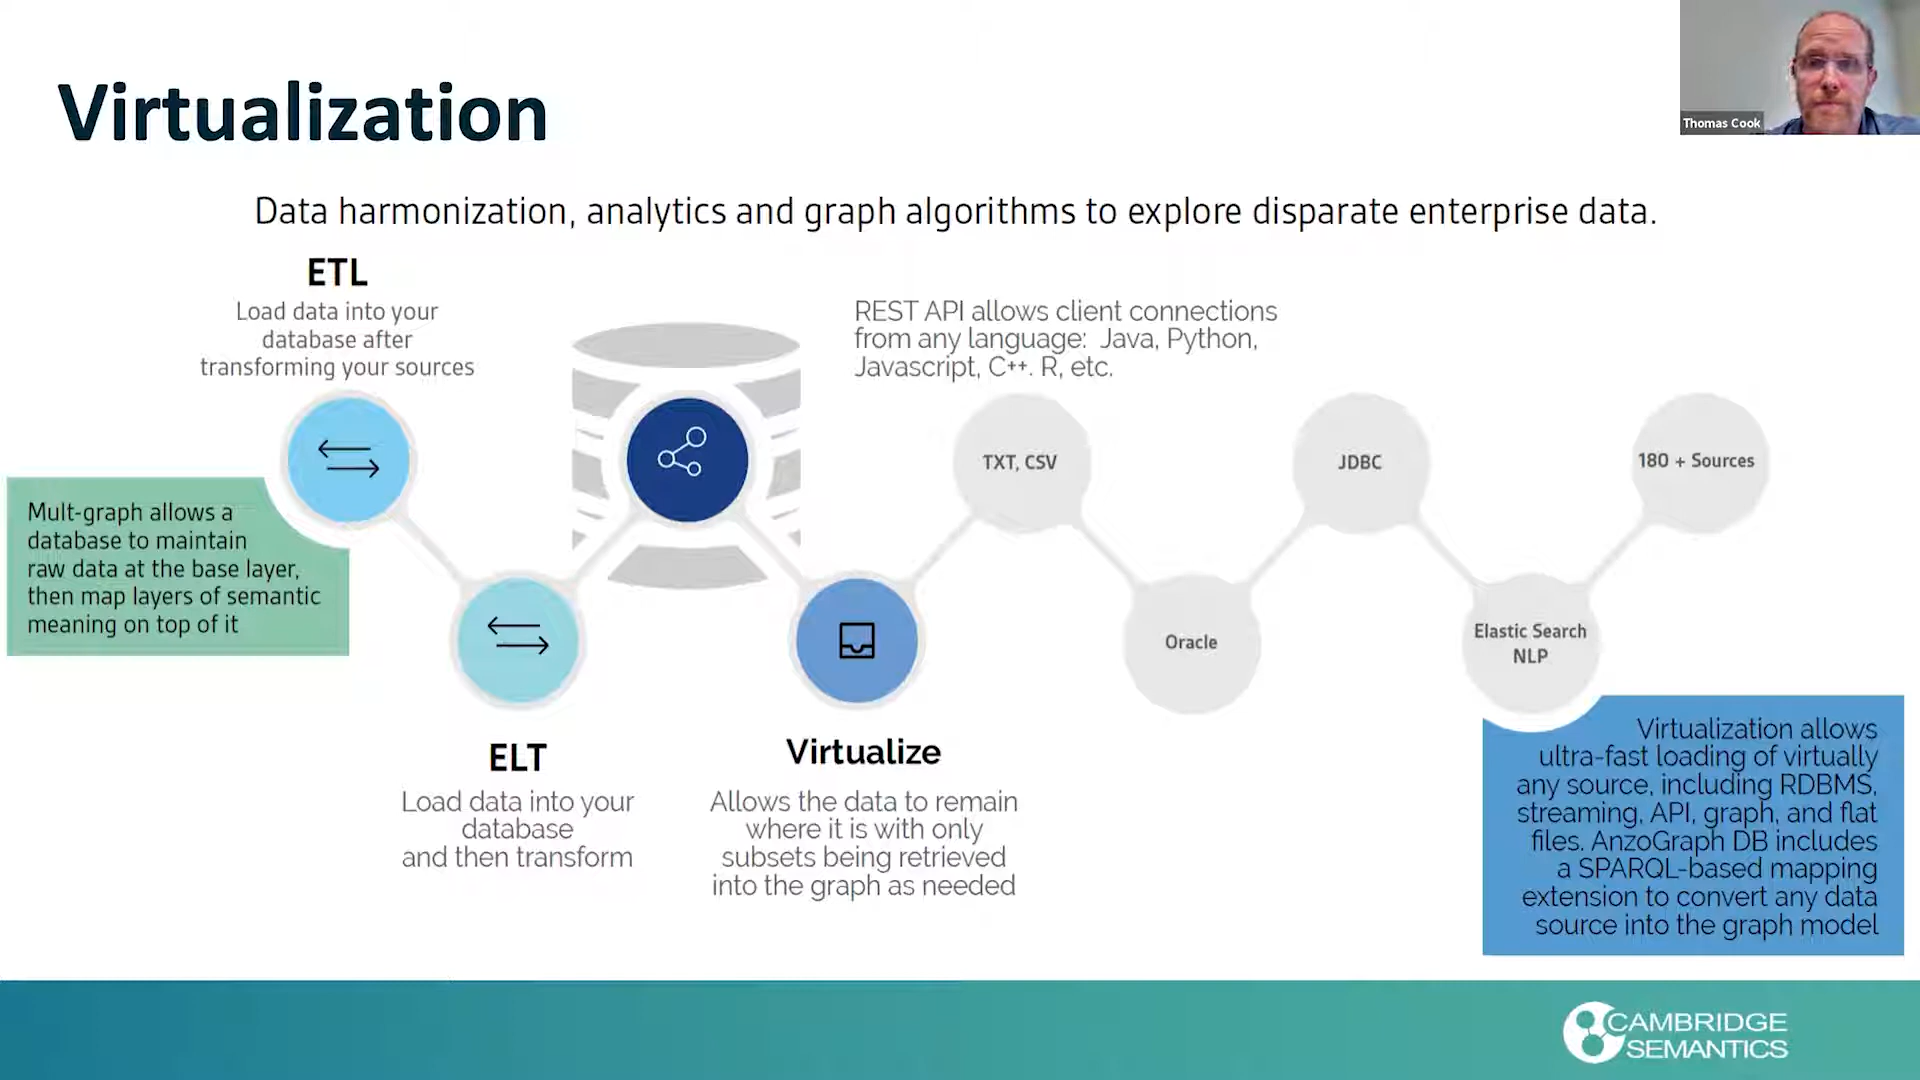 Virtualization
Thomas Cook
Data harmonization, analytics and graph algorithms to explore disparate enterprise data.
ETL
Load data into your
database after
transforming your sources
REST API allows client connections
from any language:  Java, Python,
Javascript, C++. R, etc.
Mult-graph allows a
database to maintain
raw data at the base layer,
then map layers of semantic
meaning on top of it
TXT, CSV
JDBC
180 + Sources
Oracle
Elastic Search
NLP
ELT
Load data into your
database
and then transform
Virtualize
Allows the data to remain
where it is with only
subsets being retrieved
into the graph as needed
Virtualization allows
ultra-fast loading of virtually
any source, including RDBMS,
streaming, API, graph, and flat
files. AnzoGraph DB includes
a SPARQL-based mapping
extension to convert any data
source into the graph model
CAMBRIDGE
SEMANTICS